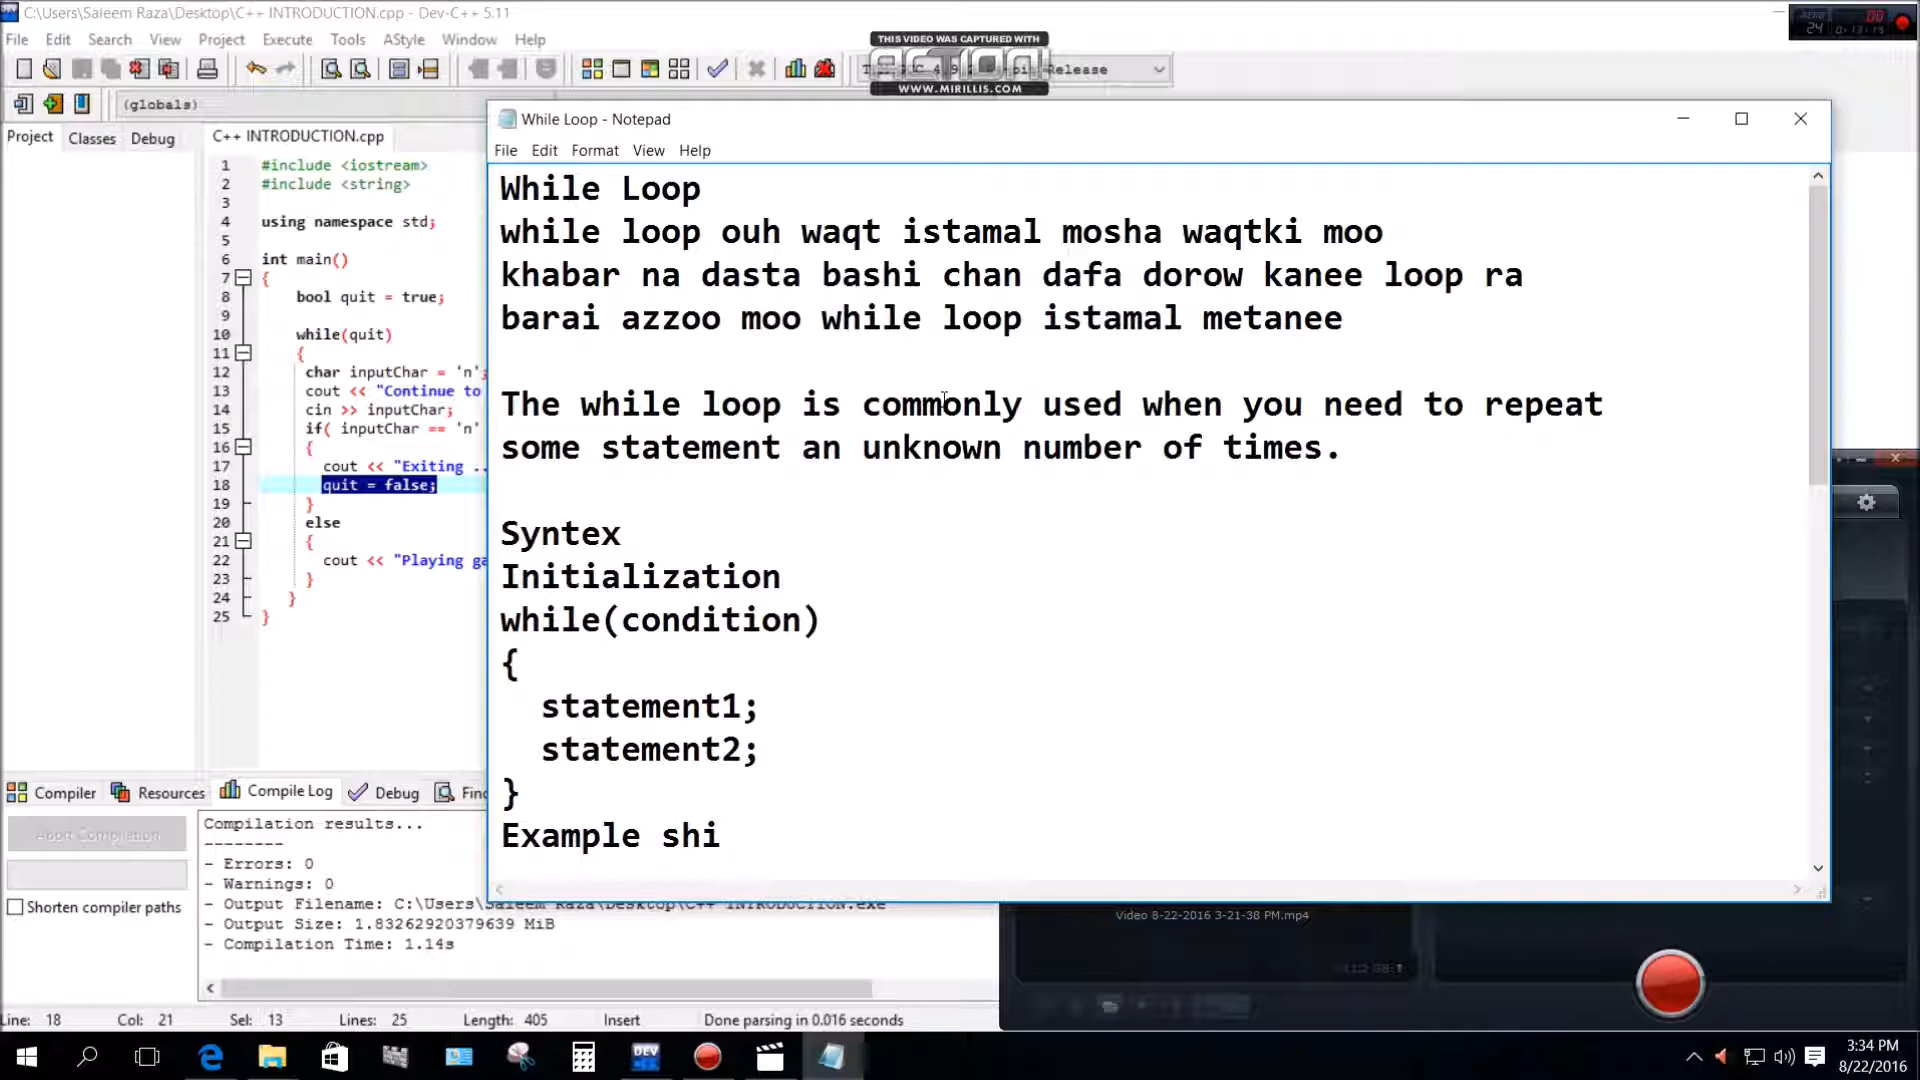 C:\Users\Saleem Raza\Desktop\C++ INTRODUCTION.cpp - Dev-C++ 5.11
File Edit Search View Project Execute Tools AStyle Window Help
THIS VIDEO WAS CAPTURED WITH
WWW.MIRILLIS.COM
Release
(globals)
Project Classes Debug
C++ INTRODUCTION.cpp
1 #include <iostream>
2 #include <string>
3
4 using namespace std;
5
6 int main()
7 {
8 bool quit = true;
9
10 while(quit)
11 {
12 char inputChar = 'n';
13 cout << "Continue to
14 cin >> inputChar;
15 if( inputChar == 'n'
16 {
17 cout << "Exiting ..
18 quit = false;
19 }
20 else
21 {
22 cout << "Playing ga
23 }
24 }
25 }
While Loop - Notepad
File Edit Format View Help
While Loop
while loop ouh waqt istamal mosha waqtki moo
khabar na dasta bashi chan dafa dorow kanee loop ra
barai azzoo moo while loop istamal metanee
The while loop is commonly used when you need to repeat
some statement an unknown number of times.
Syntex
Initialization
while(condition)
{
statement1;
statement2;
}
Example shi
Compiler Resources Compile Log Debug
Abort Compilation
Shorten compiler paths
Compilation results...
--------
- Errors: 0
- Warnings: 0
- Output Filename: C:\Users\Saleem Raza\Desktop\C++ INTRODUCTION.exe
- Output Size: 1.83262920379639 MiB
- Compilation Time: 1.14s
Video 8-22-2016 3-21-38 PM.mp4
Line: 18 Col: 21 Sel: 13 Lines: 25 Length: 405 Insert Done parsing in 0.016 seconds
DEV
3:34 PM
8/22/2016